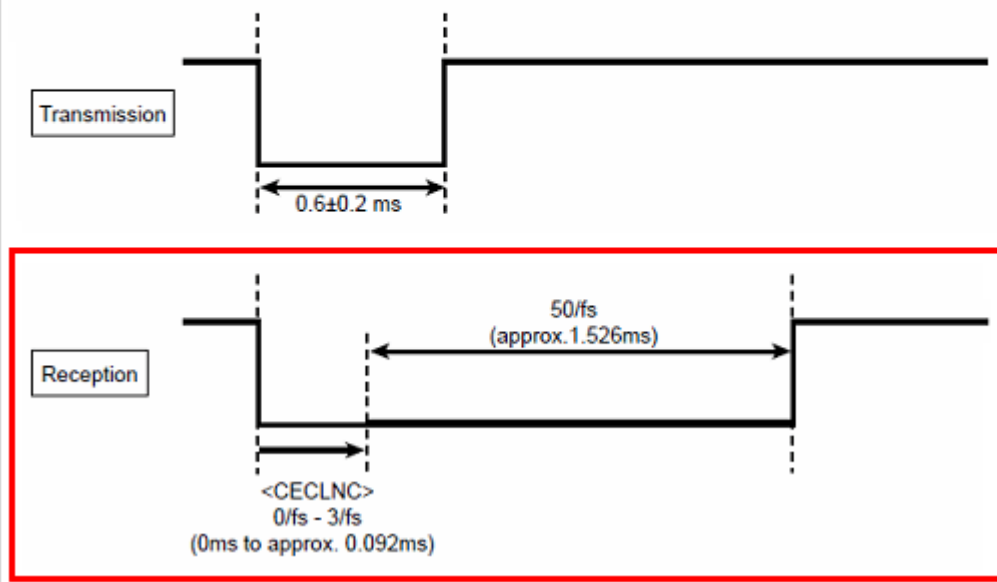 Transmission
0.6±0.2 ms
50/fs
(approx.1.526ms)
Reception
<CECLNC>
0/fs - 3/fs
(0ms to approx. 0.092ms)